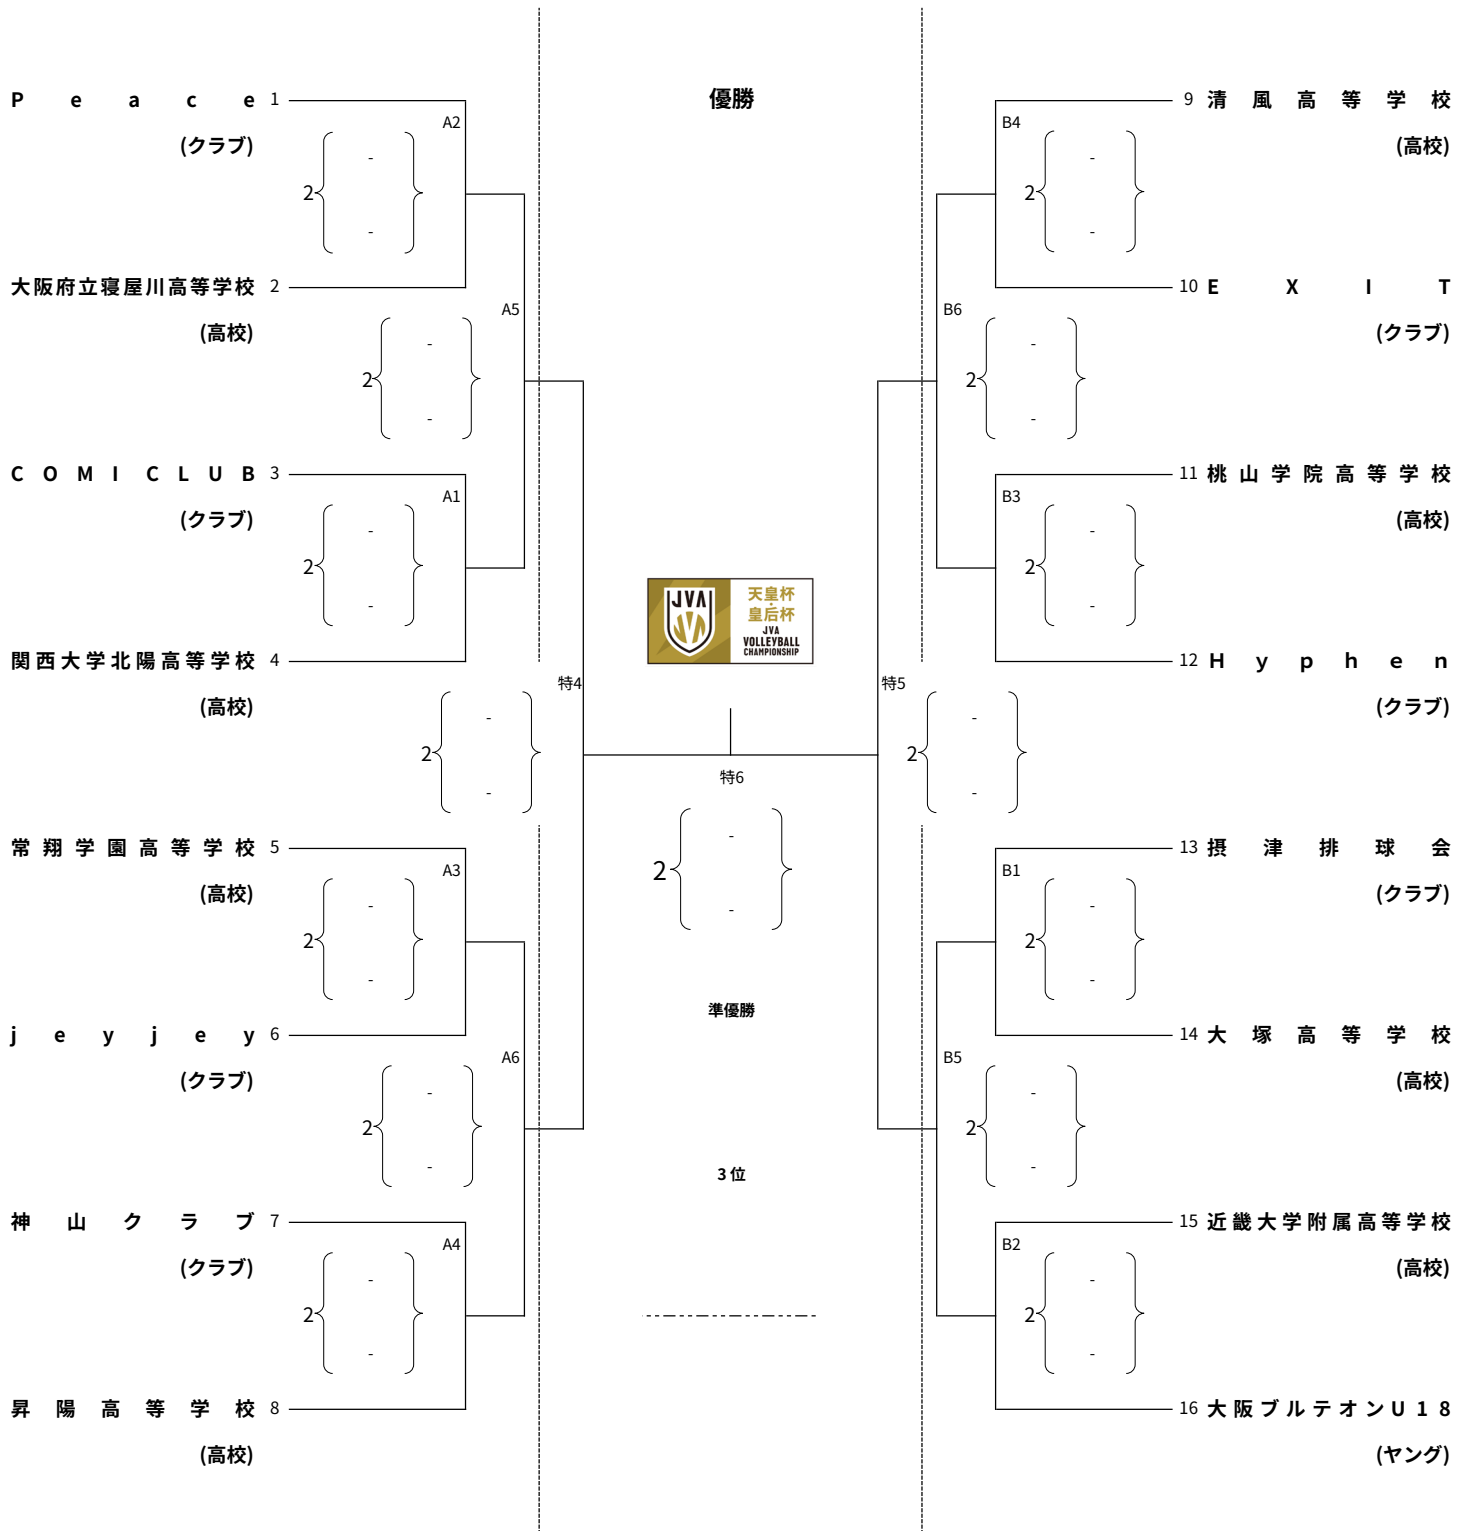 優勝
Peace 1
(クラブ)
A2
-
2
-
大阪府立寝屋川高等学校 2
(高校)
A5
-
2
-
COMICLUB 3
(クラブ)
A1
-
2
-
関西大学北陽高等学校 4
(高校)
特4
-
2
-
常翔学園高等学校 5
(高校)
A3
-
2
-
jeyjey 6
(クラブ)
A6
-
2
-
神山クラブ 7
(クラブ)
A4
-
2
-
昇陽高等学校 8
(高校)
JVA
天皇杯
・
皇后杯
JVA
VOLLEYBALL
CHAMPIONSHIP
特6
-
2
-
準優勝
3位
9 清風高等学校
(高校)
B4
-
2
-
10 EXIT
(クラブ)
B6
-
2
-
11 桃山学院高等学校
(高校)
B3
-
2
-
12 Hyphen
(クラブ)
特5
-
2
-
13 摂津排球会
(クラブ)
B1
-
2
-
14 大塚高等学校
(高校)
B5
-
2
-
15 近畿大学附属高等学校
(高校)
B2
-
2
-
16 大阪ブルテオンU18
(ヤング)